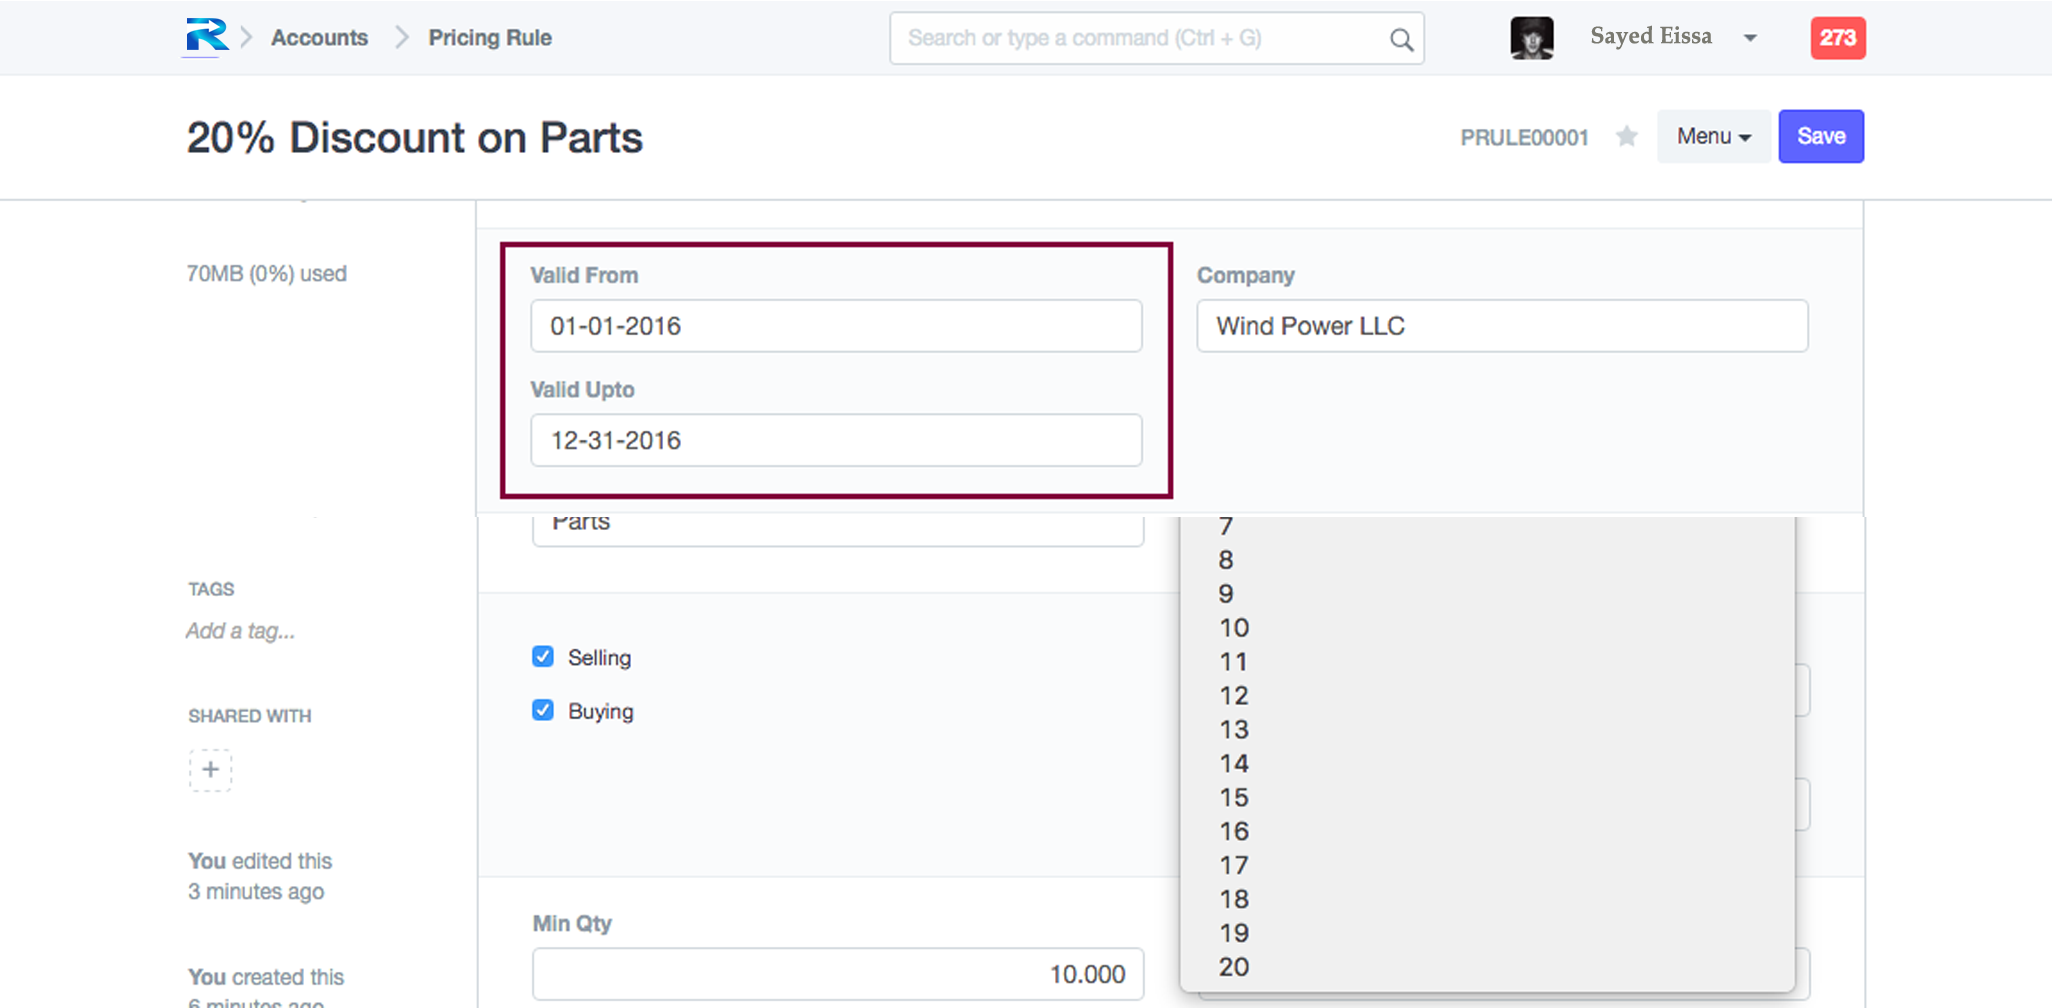 Accounts
Pricing Rule
Search or type a command (Ctrl + G)
Sayed Eissa
273
20% Discount on Parts
PRULE00001
Menu
Save
70MB (0%) used
Valid From
01-01-2016
Valid Upto
12-31-2016
Company
Wind Power LLC
Parts
TAGS
Add a tag...
SHARED WITH
+
You edited this
3 minutes ago
You created this
6 minutes ago
Selling
Buying
Min Qty
10.000
7
8
9
10
11
12
13
14
15
16
17
18
19
20